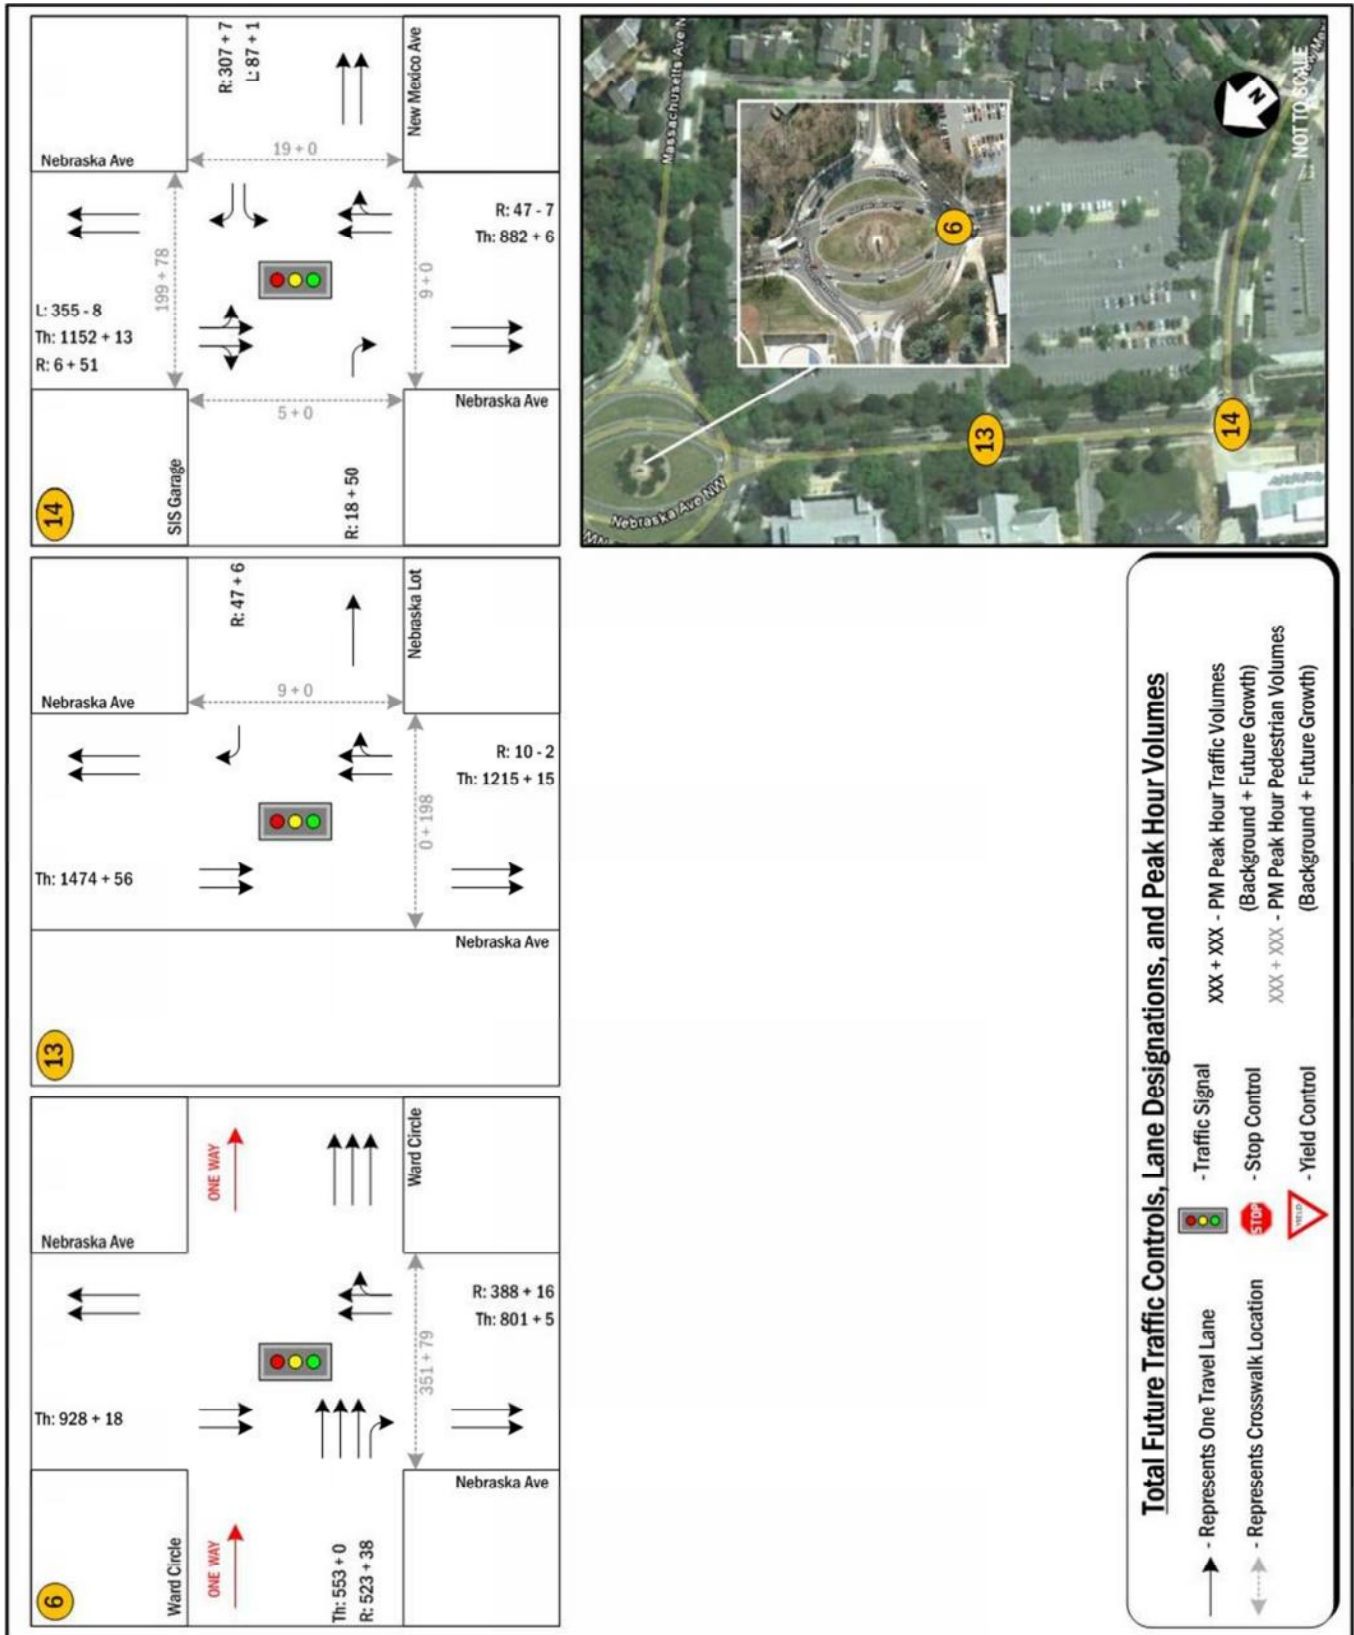 14
Nebraska Ave
R: 307 + 7
L: 87 + 1
New Mexico Ave
19 + 0
199 + 78
L: 355 - 8
Th: 1152 + 13
R: 6 + 51
R: 47 - 7
Th: 882 + 6
9 + 0
5 + 0
Nebraska Ave
SIS Garage
R: 18 + 50
13
Nebraska Ave
R: 47 + 6
Nebraska Lot
9 + 0
R: 10 - 2
Th: 1215 + 15
0 + 198
Th: 1474 + 56
Nebraska Ave
6
Nebraska Ave
ONE WAY
Ward Circle
R: 388 + 16
Th: 801 + 5
351 + 79
Th: 928 + 18
Nebraska Ave
Ward Circle
ONE WAY
Th: 553 + 0
R: 523 + 38
Massachusetts Ave N
N
NOT TO SCALE
6
13
14
Nebraska Ave NW
Total Future Traffic Controls, Lane Designations, and Peak Hour Volumes
- Represents One Travel Lane
- Represents Crosswalk Location
- Traffic Signal
STOP
- Stop Control
YIELD
- Yield Control
XXX + XXX - PM Peak Hour Traffic Volumes
(Background + Future Growth)
XXX + XXX - PM Peak Hour Pedestrian Volumes
(Background + Future Growth)